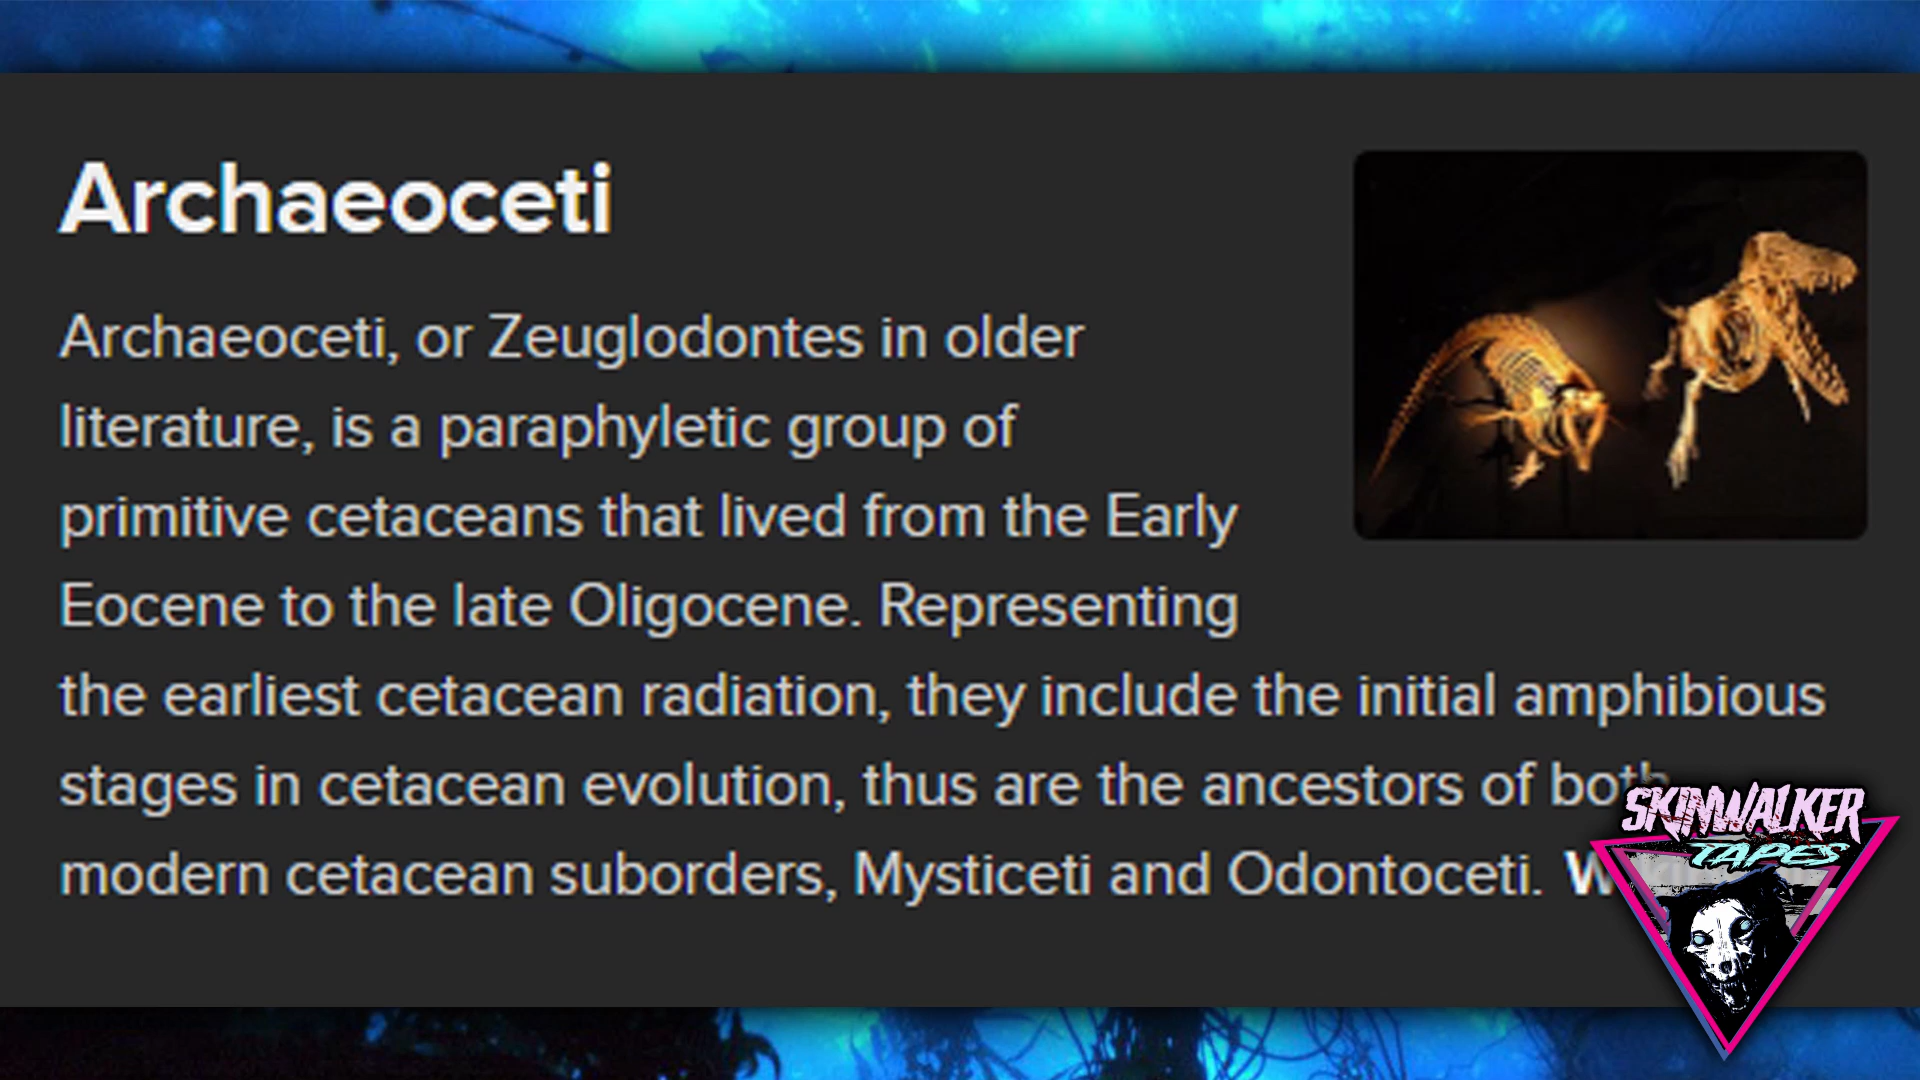 Archaeoceti
Archaeoceti, or Zeuglodontes in older
literature, is a paraphyletic group of
primitive cetaceans that lived from the Early
Eocene to the late Oligocene. Representing
the earliest cetacean radiation, they include the initial amphibious
stages in cetacean evolution, thus are the ancestors of both
modern cetacean suborders, Mysticeti and Odontoceti.
SKINWALKER
TAPES